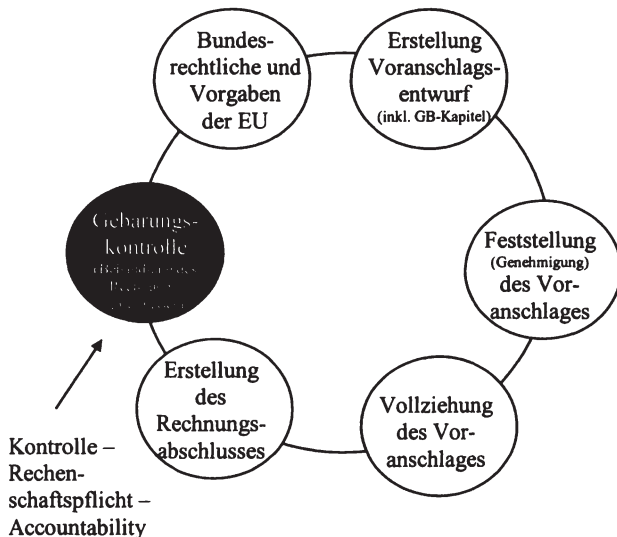 Bundes-
rechtliche und
Vorgaben
der EU
Erstellung
Voranschlags-
entwurf
(inkl. GB-Kapitel)
Feststellung
(Genehmigung)
des Vor-
anschlages
Vollziehung
des Vor-
anschlages
Erstellung
des
Rechnungs-
abschlusses
Gebarungs-
kontrolle
Kontrolle –
Rechen-
schaftspflicht –
Accountability